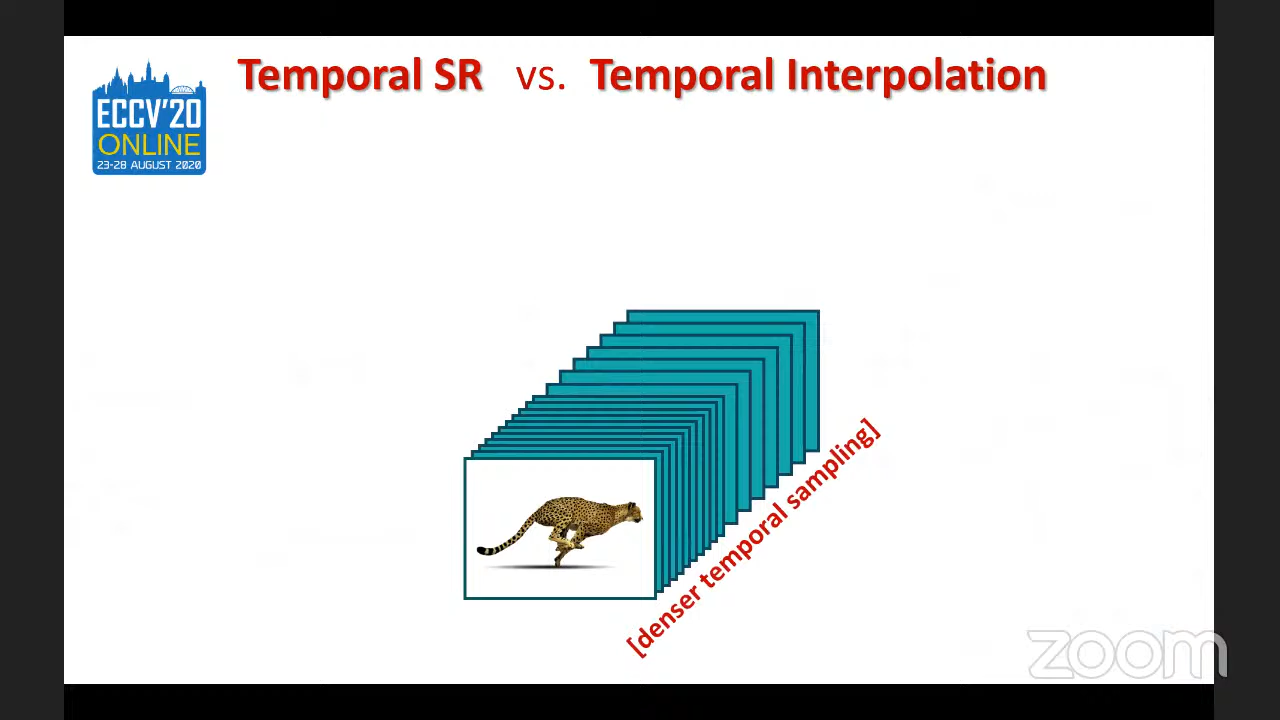 Temporal SR vs. Temporal Interpolation
ECCV'20
ONLINE
23-28 AUGUST 2020
[denser temporal sampling]
zoom